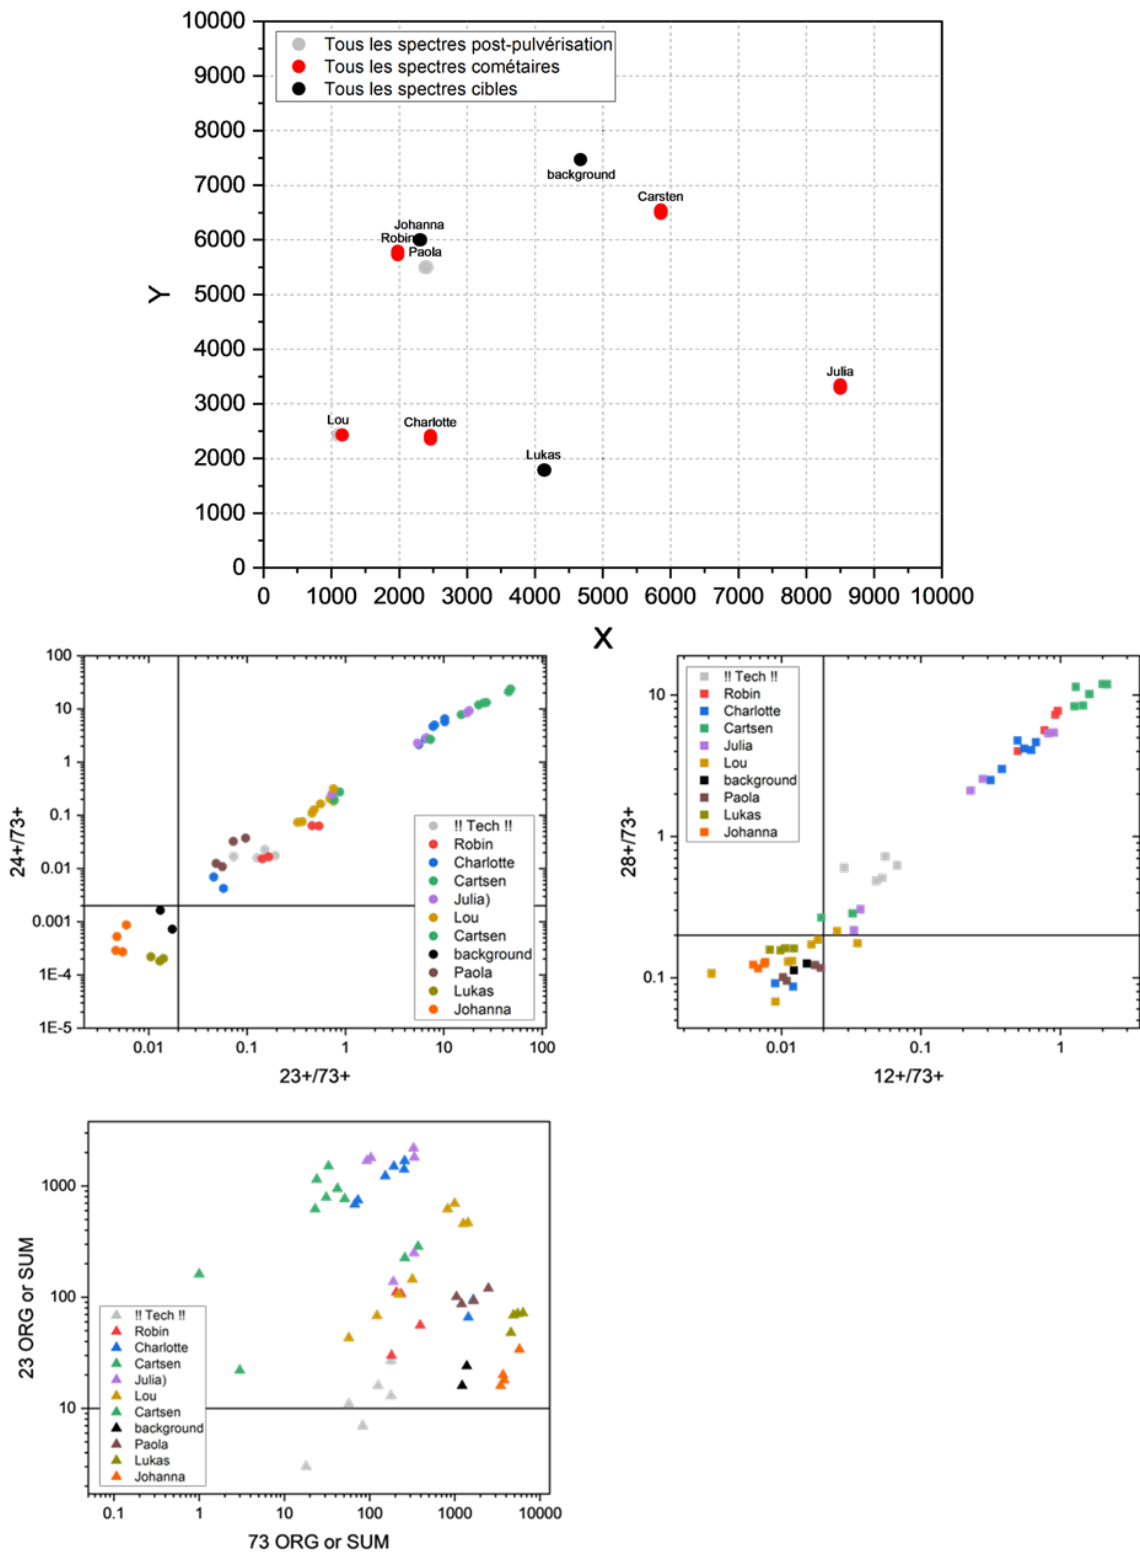 10000
9000
8000
7000
6000
5000
4000
3000
2000
1000
0
Y
Tous les spectres post-pulvérisation
Tous les spectres cométaires
Tous les spectres cibles
background
Carsten
Johanna
Robin
Paola
Julia
Lou
Charlotte
Lukas
0 1000 2000 3000 4000 5000 6000 7000 8000 9000 10000
X
100
10
1
0.1
0.01
0.001
1E-4
1E-5
24+/73+
!! Tech !!
Robin
Charlotte
Cartsen
Julia)
Lou
Cartsen
background
Paola
Lukas
Johanna
0.01 0.1 1 10 100
23+/73+
10
1
0.1
28+/73+
!! Tech !!
Robin
Charlotte
Cartsen
Julia
Lou
background
Paola
Lukas
Johanna
0.01 0.1 1
12+/73+
1000
100
10
23 ORG or SUM
!! Tech !!
Robin
Charlotte
Cartsen
Julia)
Lou
Cartsen
background
Paola
Lukas
Johanna
0.1 1 10 100 1000 10000
73 ORG or SUM